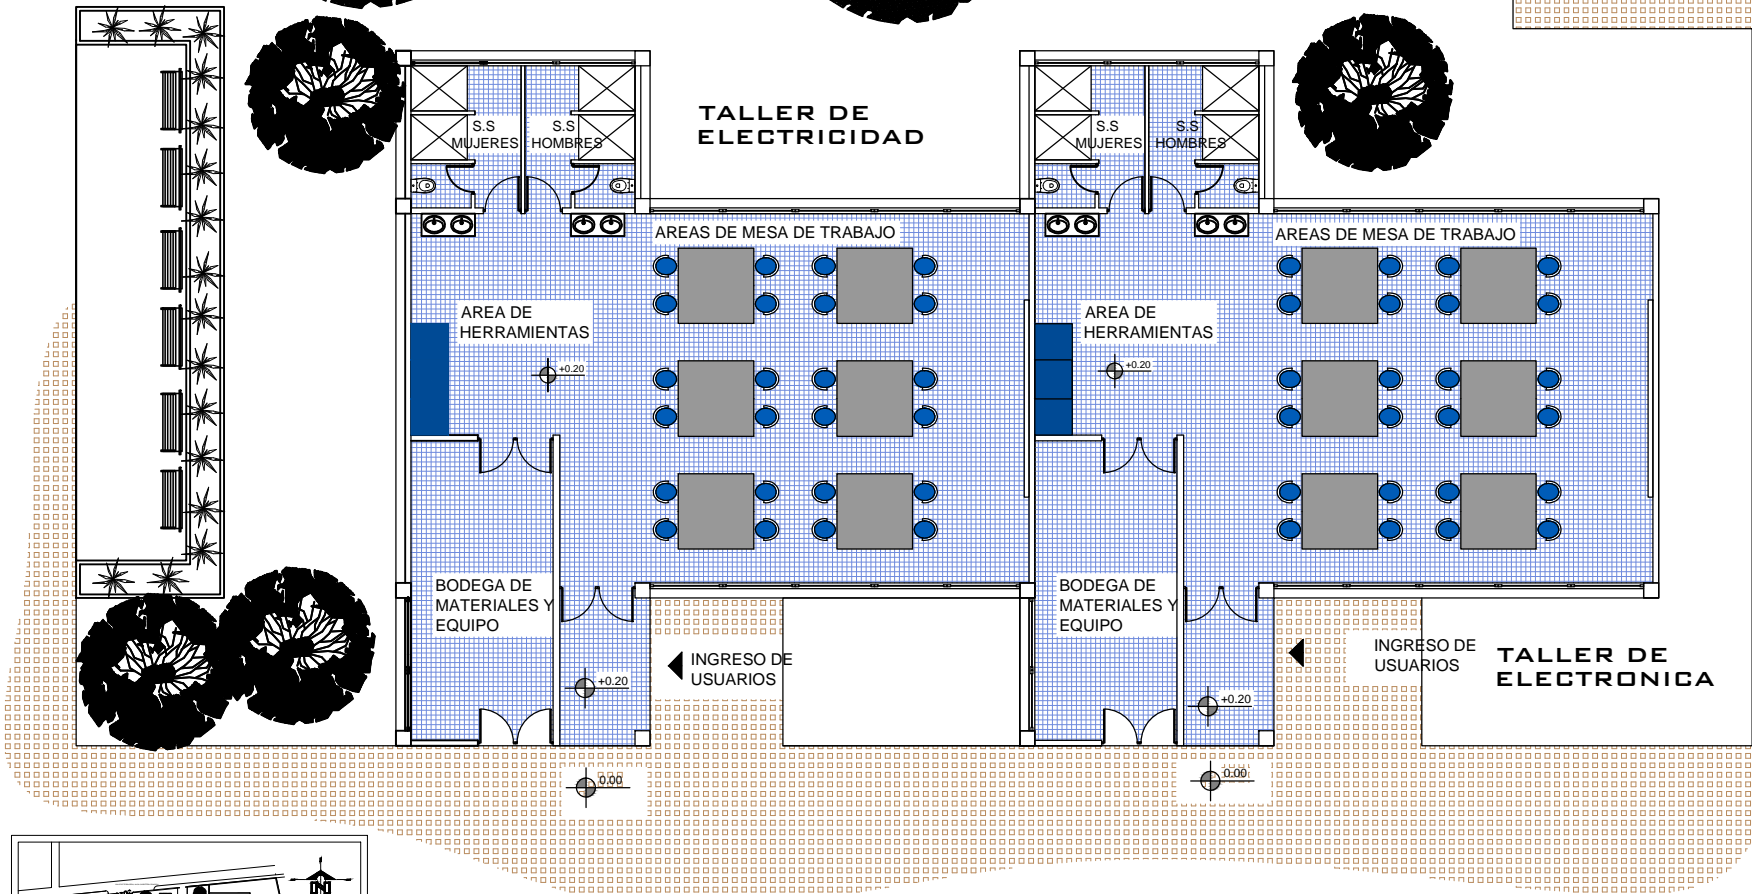 TALLER DE
ELECTRICIDAD
S.S
MUJERES
S.S
HOMBRES
S.S
MUJERES
S.S
HOMBRES
AREAS DE MESA DE TRABAJO
AREAS DE MESA DE TRABAJO
AREA DE
HERRAMIENTAS
+0.20
AREA DE
HERRAMIENTAS
+0.20
BODEGA DE
MATERIALES Y
EQUIPO
BODEGA DE
MATERIALES Y
EQUIPO
INGRESO DE
USUARIOS
+0.20
INGRESO DE
USUARIOS
+0.20
TALLER DE
ELECTRONICA
0.00
0.00
N